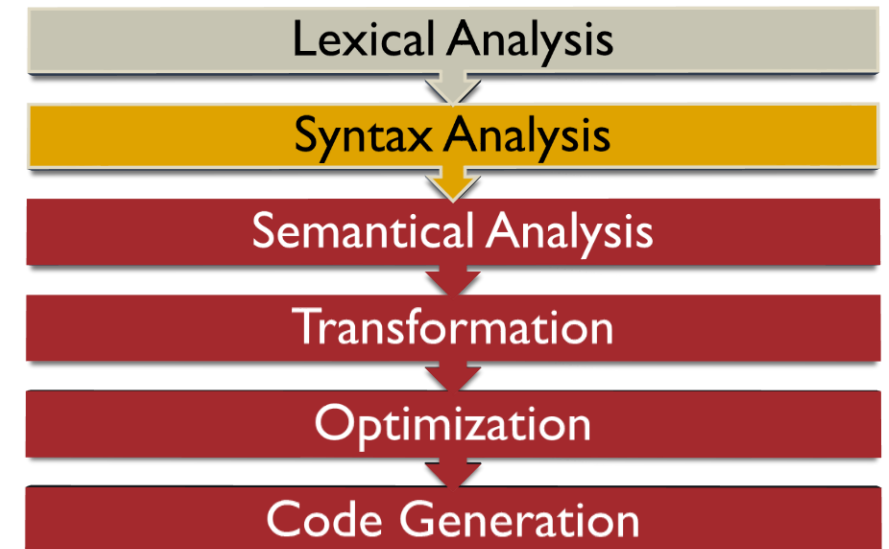 Lexical Analysis
Syntax Analysis
Semantical Analysis
Transformation
Optimization
Code Generation